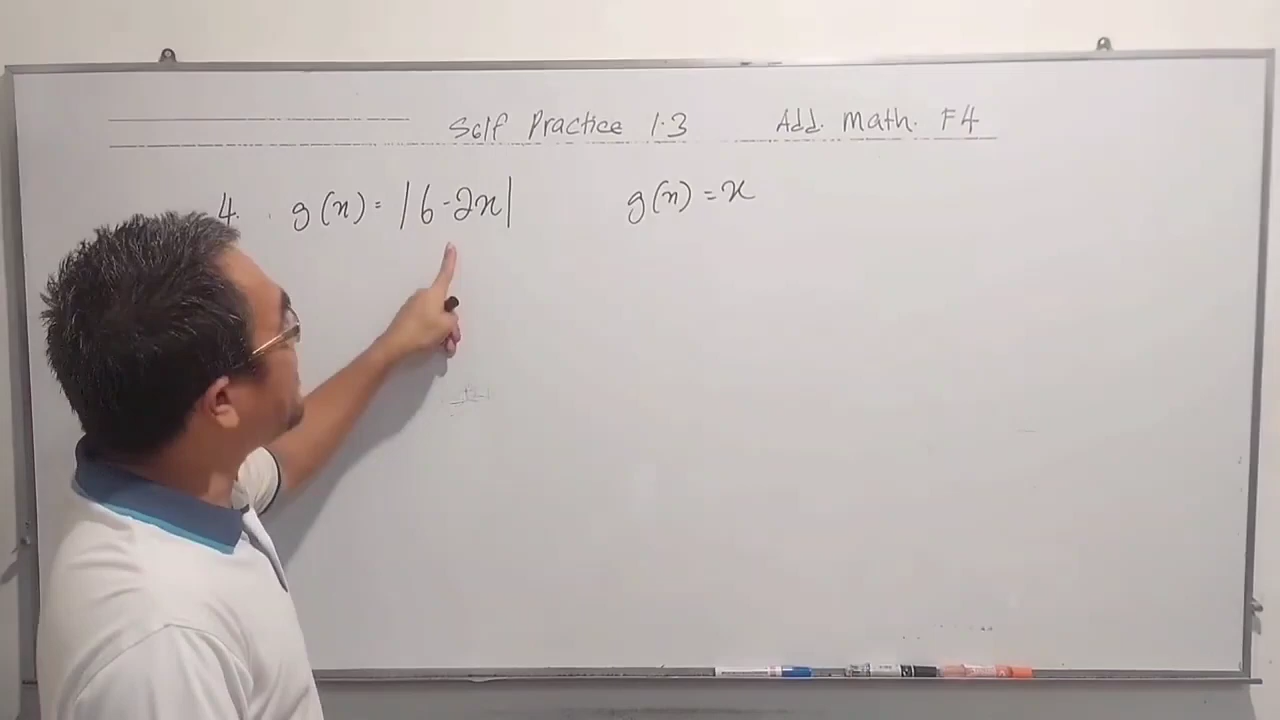 Self Practice 1.3 Add. Math. F4
4. g(x) = |6-2x| g(x) = x